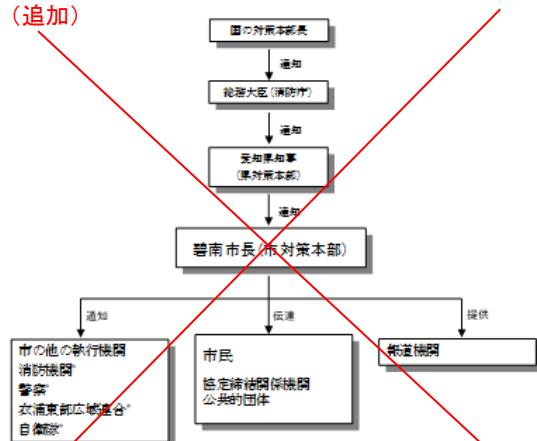 （追加）
国の対策本部長
通知
総務大臣（消防庁）
通知
愛知県知事
（県対策本部）
通知
碧南市長（市対策本部）
通知
伝達
提供
市の他の執行機関
消防機関*
警察*
衣浦東部広域連合*
自衛隊*
市民
協定締結関係機関
公共的団体
報道機関